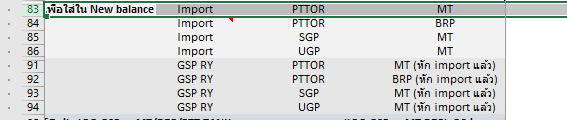 83 เพื่อใส่ใน New balance Import PTTOR MT
84 Import PTTOR BRP
85 Import SGP MT
86 Import UGP MT
91 GSP RY PTTOR MT (หัก import แล้ว)
92 GSP RY PTTOR BRP (หัก import แล้ว)
93 GSP RY SGP MT (หัก import แล้ว)
94 GSP RY UGP MT (หัก import แล้ว)